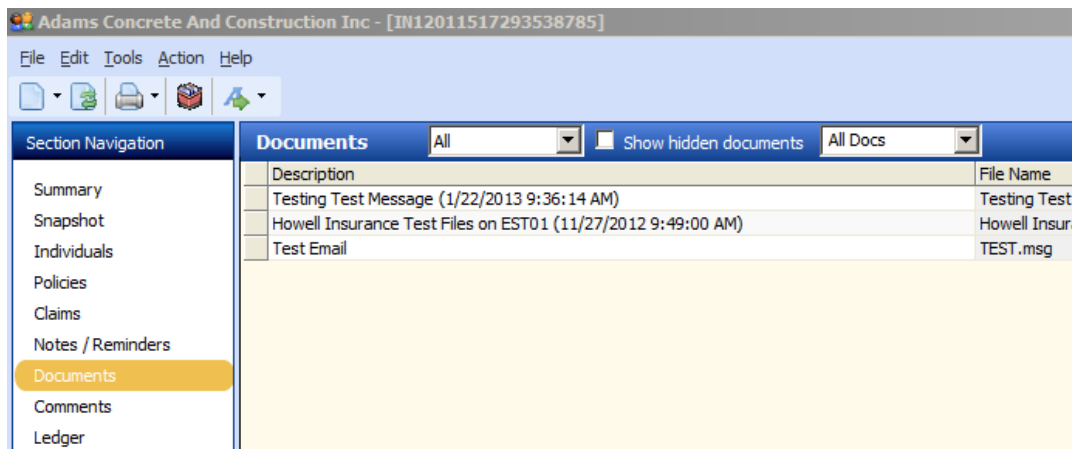 Adams Concrete And Construction Inc - [IN12011517293538785]
File Edit Tools Action Help
Section Navigation
Documents All Show hidden documents All Docs
Description File Name
Testing Test Message (1/22/2013 9:36:14 AM) Testing Test
Howell Insurance Test Files on EST01 (11/27/2012 9:49:00 AM) Howell
Test Email TEST.msg
Summary
Snapshot
Individuals
Policies
Claims
Notes / Reminders
Documents
Comments
Ledger